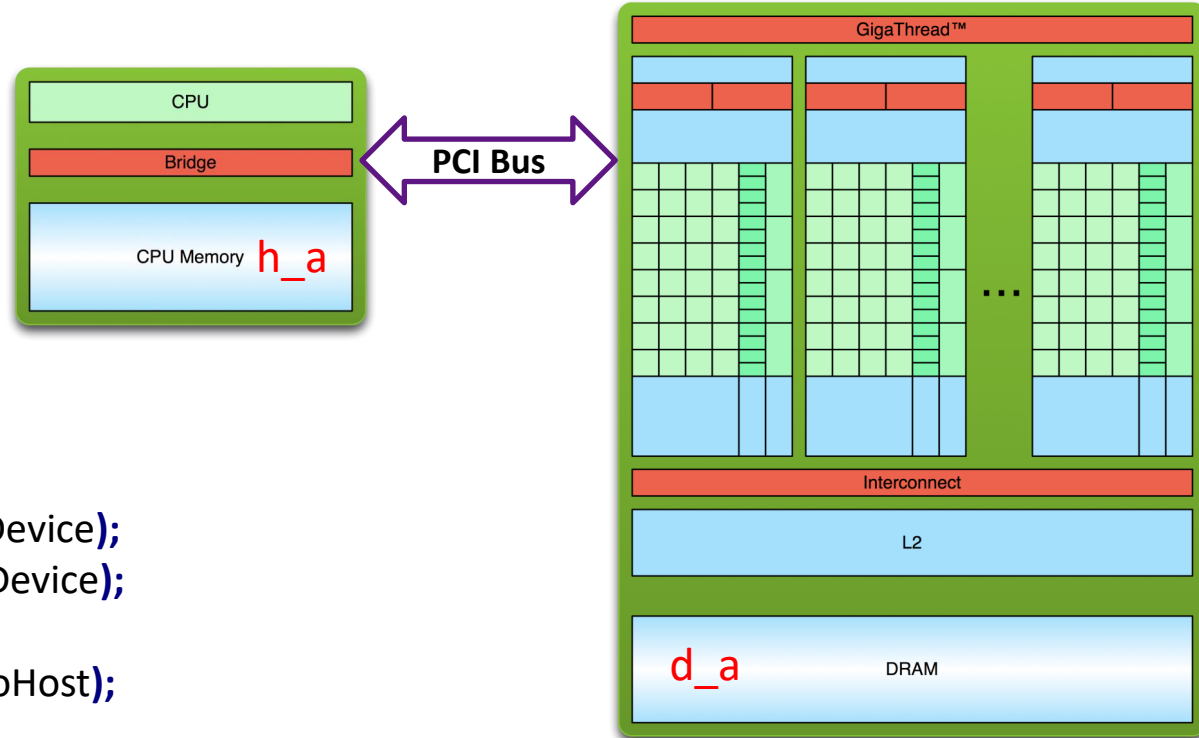 GigaThread™
CPU
Bridge
PCI Bus
CPU Memory h_a
...
Interconnect
L2
Device);
Device);
oHost);
d_a DRAM